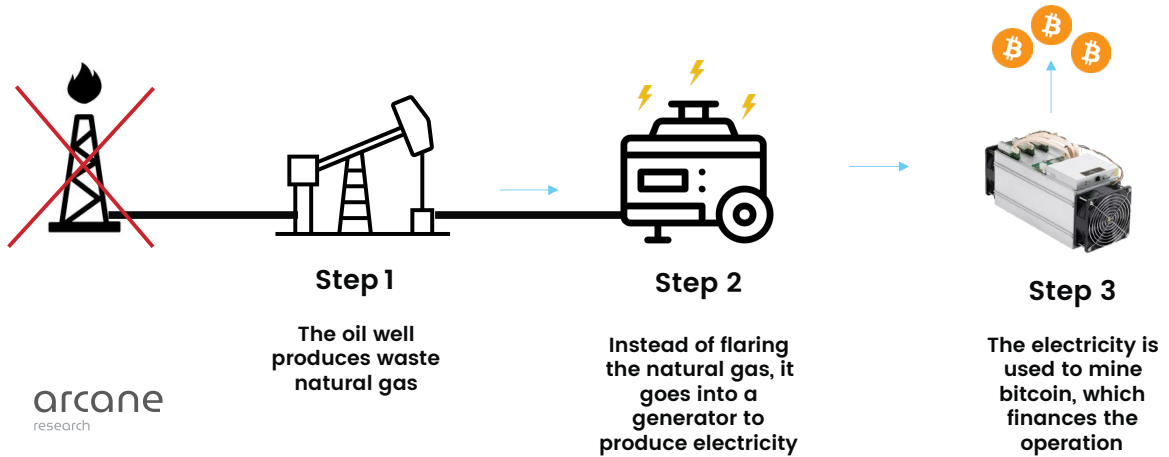 Step 1
The oil well
produces waste
natural gas
Step 2
Instead of flaring
the natural gas, it
goes into a
generator to
produce electricity
Step 3
The electricity is
used to mine
bitcoin, which
finances the
operation
arcane
research